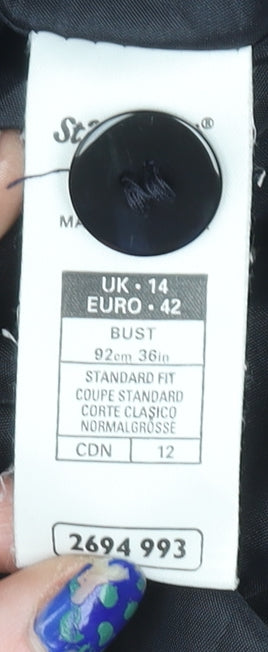 UK • 14
EURO • 42
BUST
92cm 36in
STANDARD FIT
COUPE STANDARD
CORTE CLASICO
NORMALGRÖSSE
CDN 12
2694 993